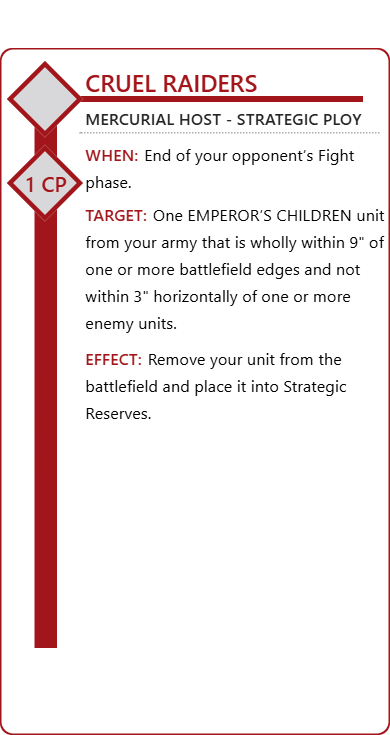 CRUEL RAIDERS
MERCURIAL HOST - STRATEGIC PLOY
1 CP
WHEN: End of your opponent’s Fight
phase.
TARGET: One EMPEROR’S CHILDREN unit
from your army that is wholly within 9" of
one or more battlefield edges and not
within 3" horizontally of one or more
enemy units.
EFFECT: Remove your unit from the
battlefield and place it into Strategic
Reserves.